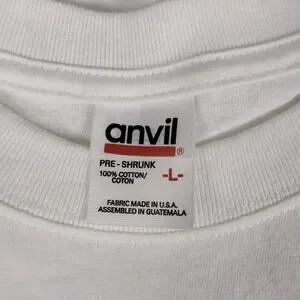 anvil
®
PRE - SHRUNK
100% COTTON/
COTON
-L-
FABRIC MADE IN U.S.A.
ASSEMBLED IN GUATEMALA